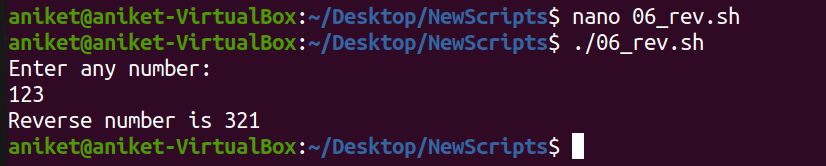 aniket@aniket-VirtualBox:~/Desktop/NewScripts$ nano 06_rev.sh
aniket@aniket-VirtualBox:~/Desktop/NewScripts$ ./06_rev.sh
Enter any number:
123
Reverse number is 321
aniket@aniket-VirtualBox:~/Desktop/NewScripts$